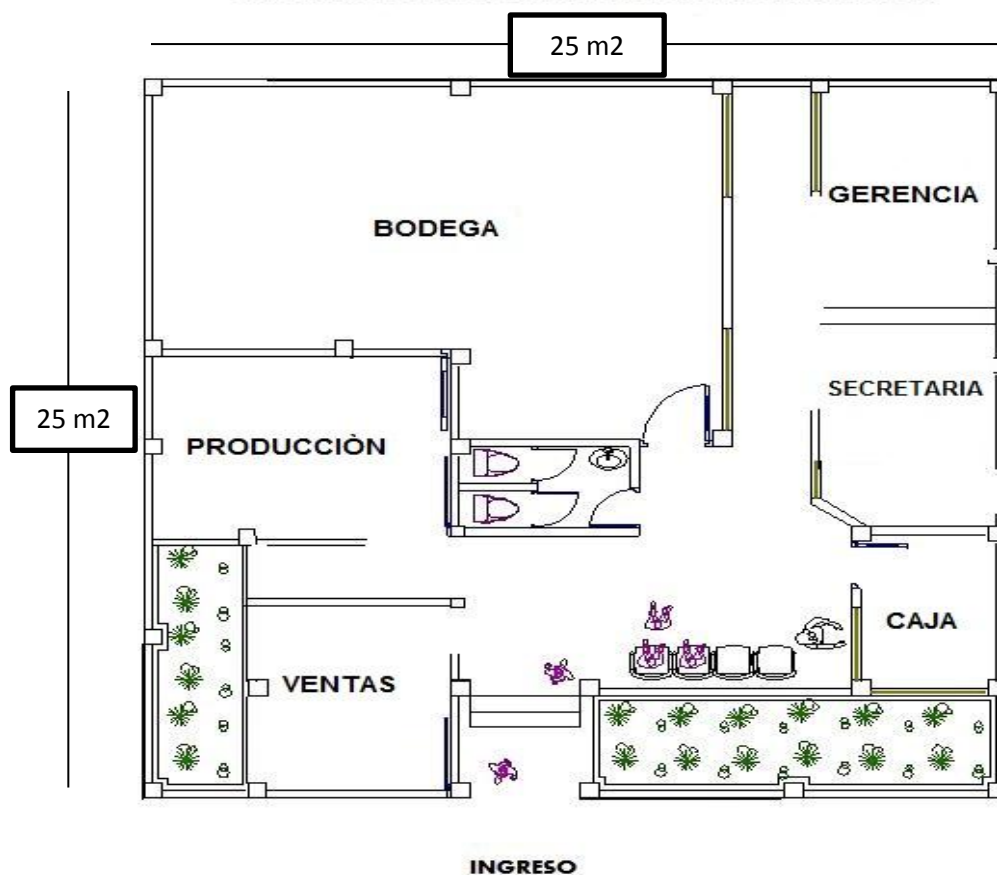 25 m2
GERENCIA
BODEGA
SECRETARIA
25 m2
PRODUCCIÒN
CAJA
VENTAS
INGRESO